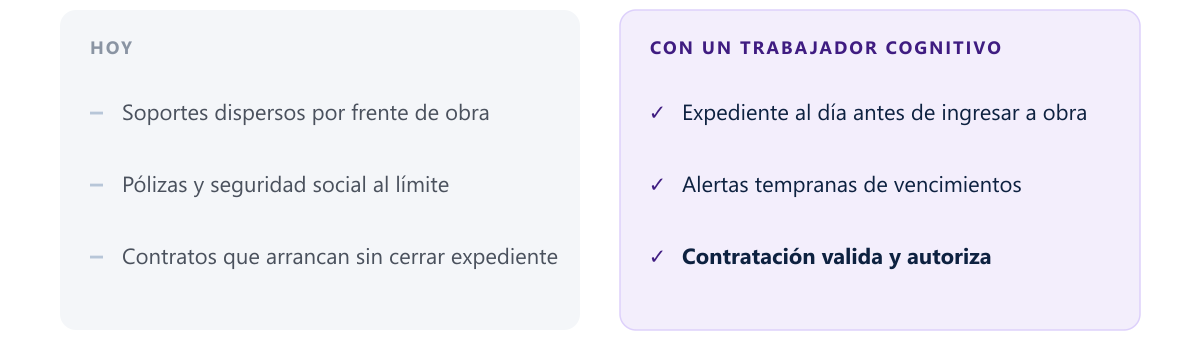 HOY
– Soportes dispersos por frente de obra
– Pólizas y seguridad social al límite
– Contratos que arrancan sin cerrar expediente
CON UN TRABAJADOR COGNITIVO
✓ Expediente al día antes de ingresar a obra
✓ Alertas tempranas de vencimientos
✓ Contratación valida y autoriza